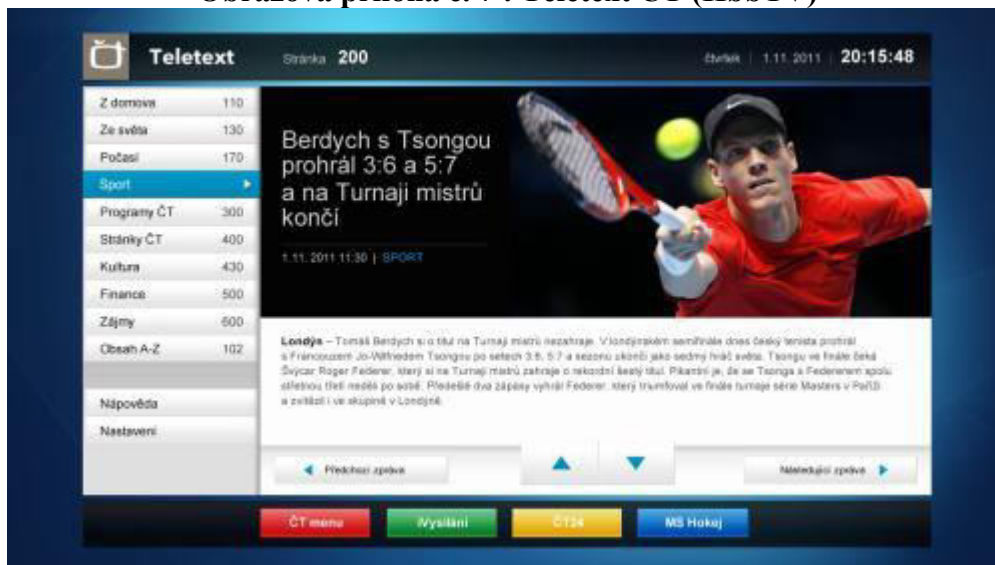 ČT Teletext Stránka 200 čtvrtek | 1.11.2011 | 20:15:48
Z domova 110
Ze světa 130
Počasí 170
Sport
Programy ČT 300
Stránky ČT 400
Kultura 430
Finance 500
Zájmy 600
Obsah A-Z 102
Nápověda
Nastavení
Berdych s Tsongou
prohrál 3:6 a 5:7
a na Turnaji mistrů
končí
1.11.2011 11:30 | SPORT
Londýn – Tomáš Berdych si o titul na Turnaji mistrů nezahraje. V londýnském semifinále dnes český tenista prohrál
s Francouzem Jo-Wilfriedem Tsongou po setech 3:6, 5:7 a sezonu ukončí jako sedmý hráč světa. Tsongu ve finále čeká
Švýcar Roger Federer, který si na Turnaji mistrů zahraje o rekordní šestý titul. Pikantní je, že se Tsonga s Federerem spolu
střetnou třetí neděli po sobě. Předešlé dva zápasy vyhrál Federer, který triumfoval ve finále turnaje série Masters v Paříži
a zvítězil i ve skupině v Londýně.
Předchozí zpráva
Následující zpráva
ČT menu iVysílání ČT24 MS Hokej